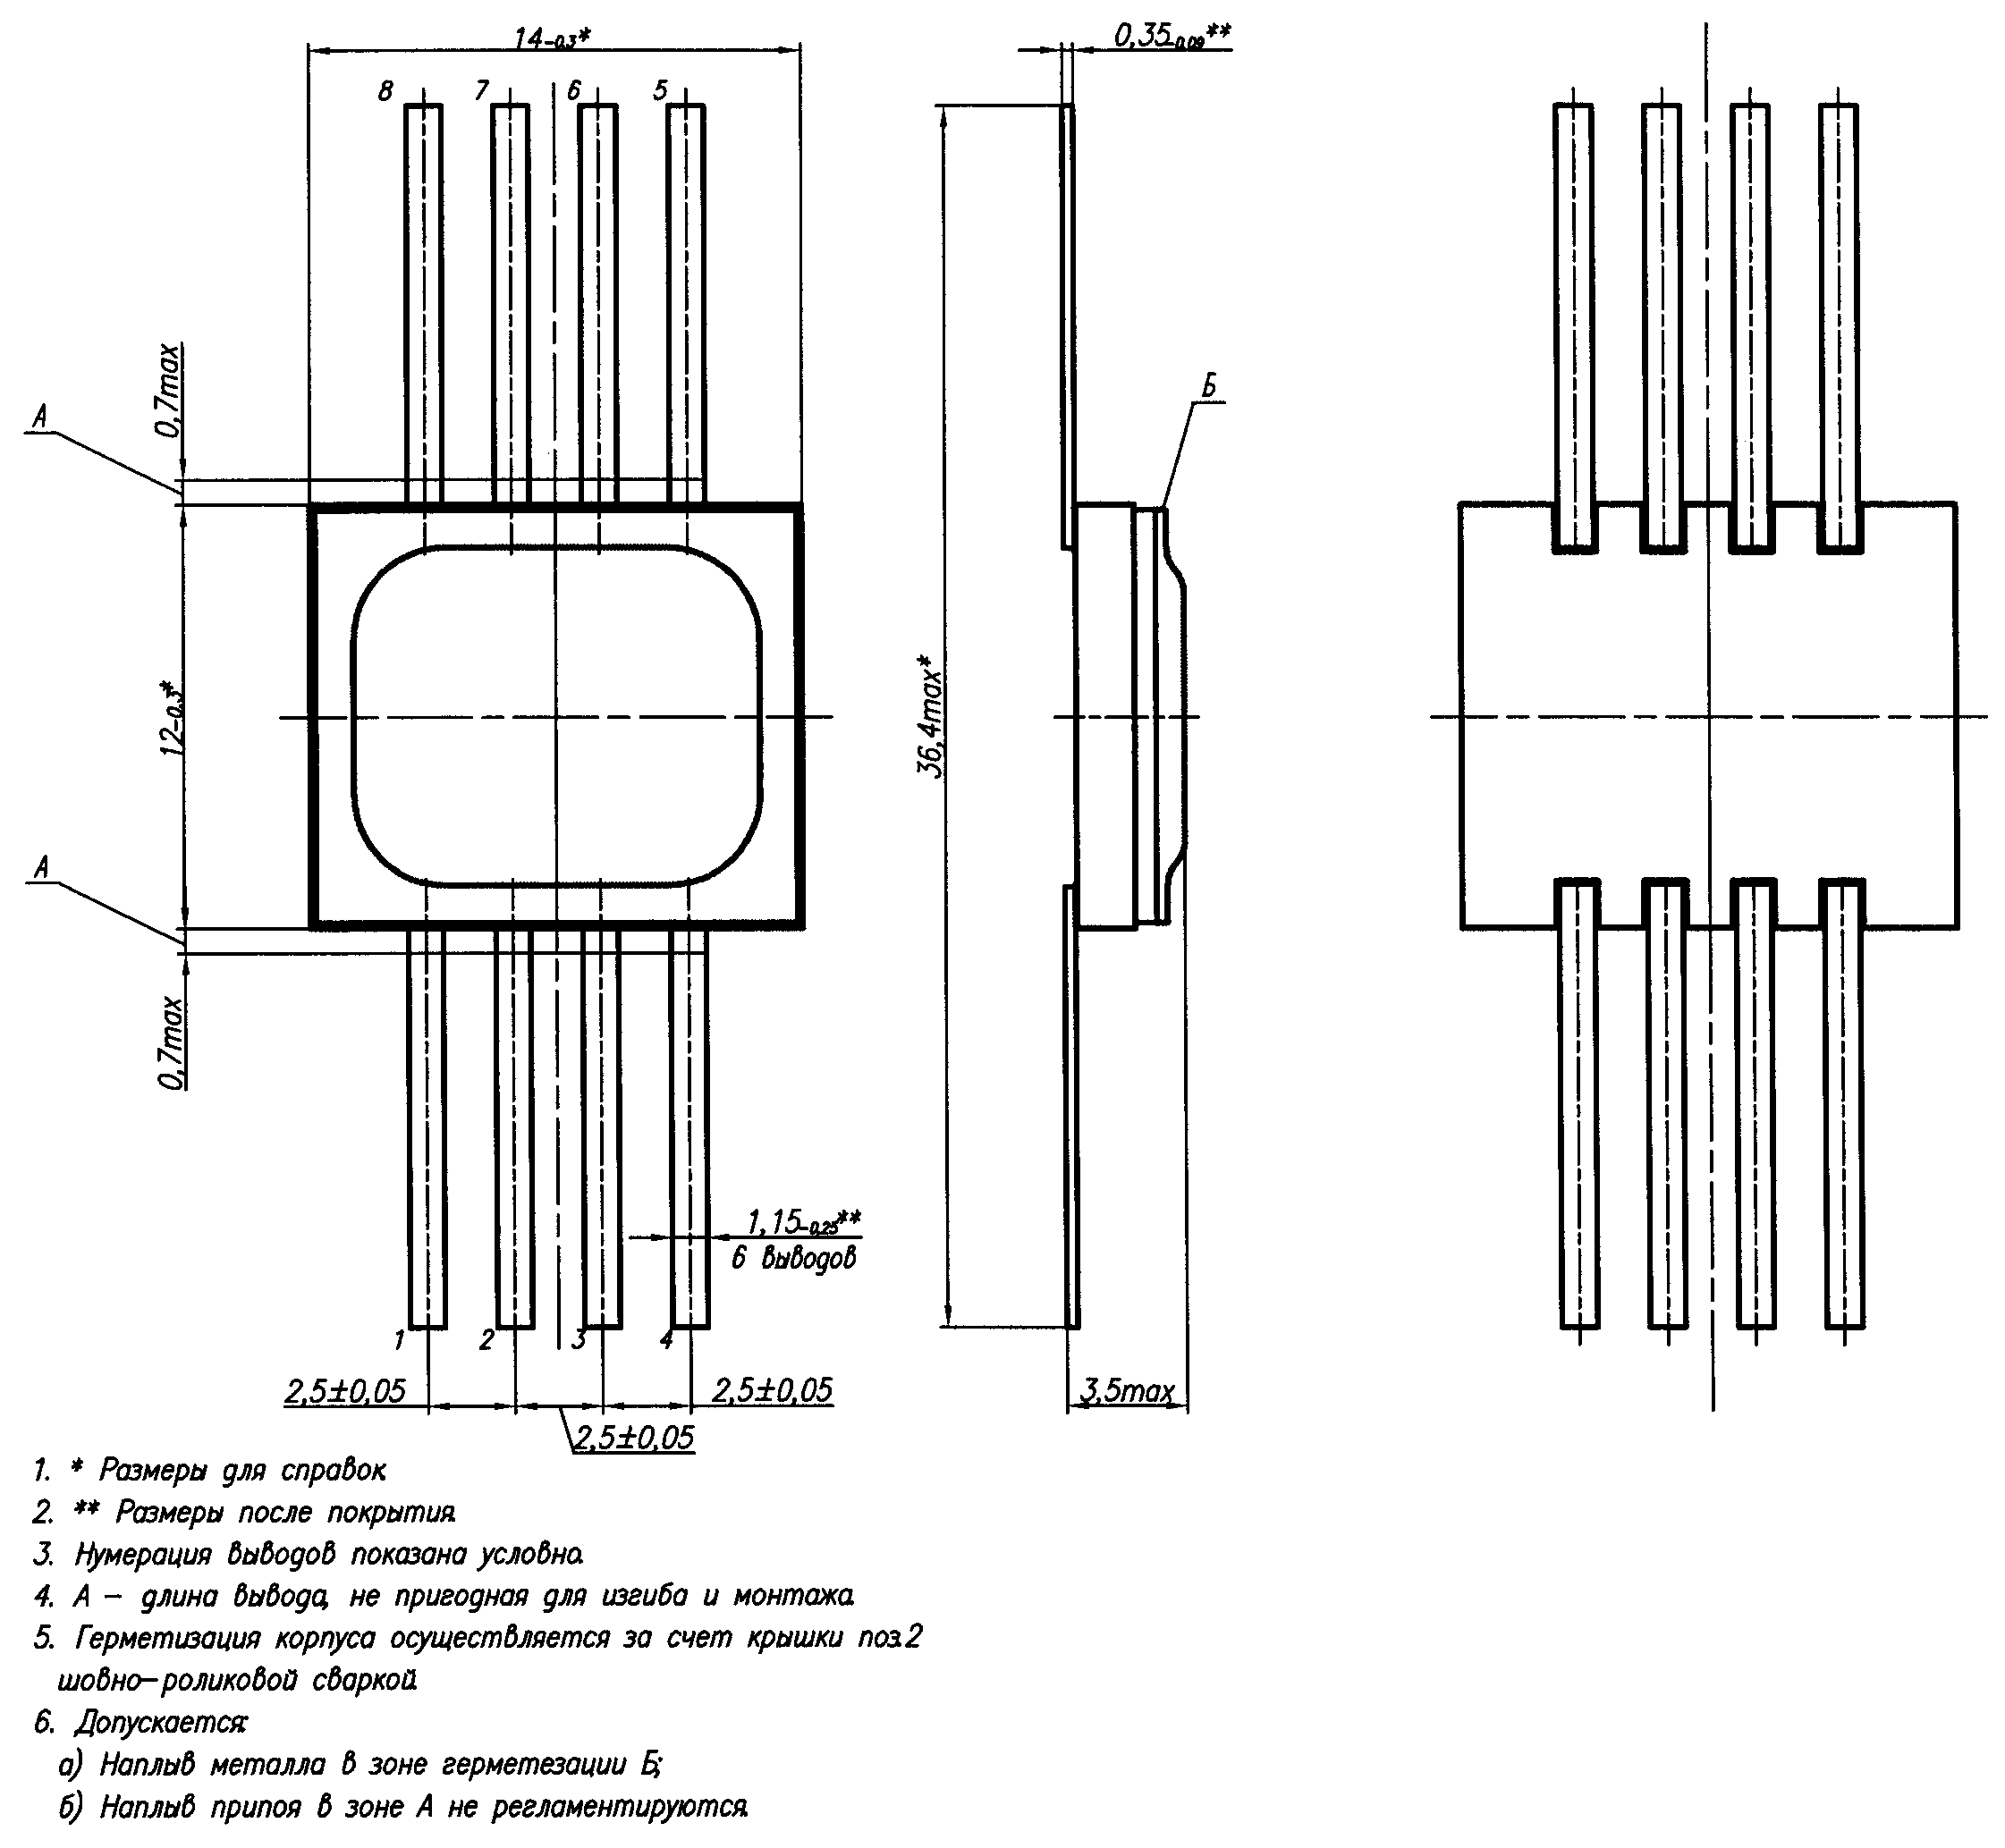 14-0,3*
0,35-0,09**
8 7 6 5
0,7max
А
Б
12-0,3*
36,4max*
А
0,7max
1,15-0,25**
6 выводов
1 2 3 4
2,5±0,05
2,5±0,05
2,5±0,05
3,5max
1. * Размеры для справок.
2. ** Размеры после покрытия.
3. Нумерация выводов показана условно.
4. А – длина вывода, не пригодная для изгиба и монтажа.
5. Герметизация корпуса осуществляется за счет крышки поз.2
шовно-роликовой сваркой.
6. Допускается:
а) Наплыв металла в зоне герметезации Б;
б) Наплыв припоя в зоне А не регламентируются.